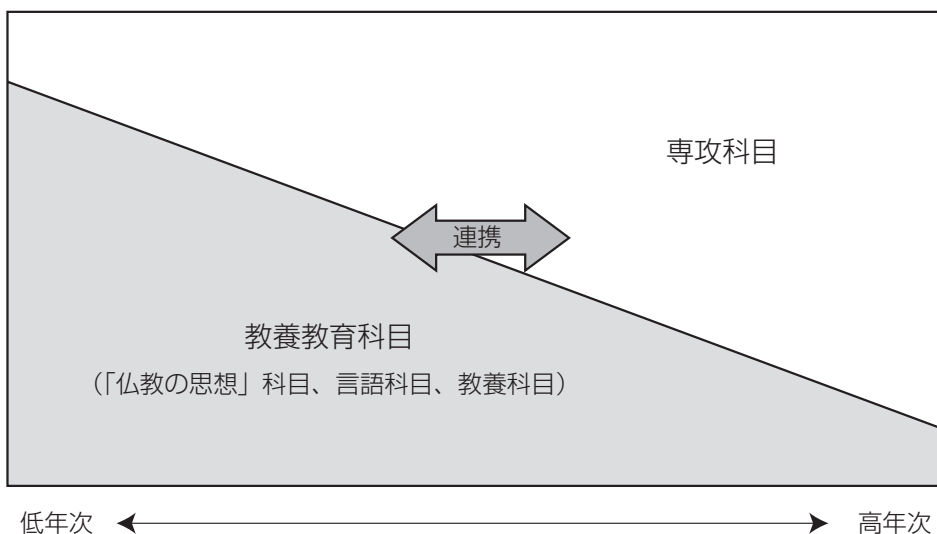 専攻科目
連携
教養教育科目
（「仏教の思想」科目、言語科目、教養科目）
低年次
高年次